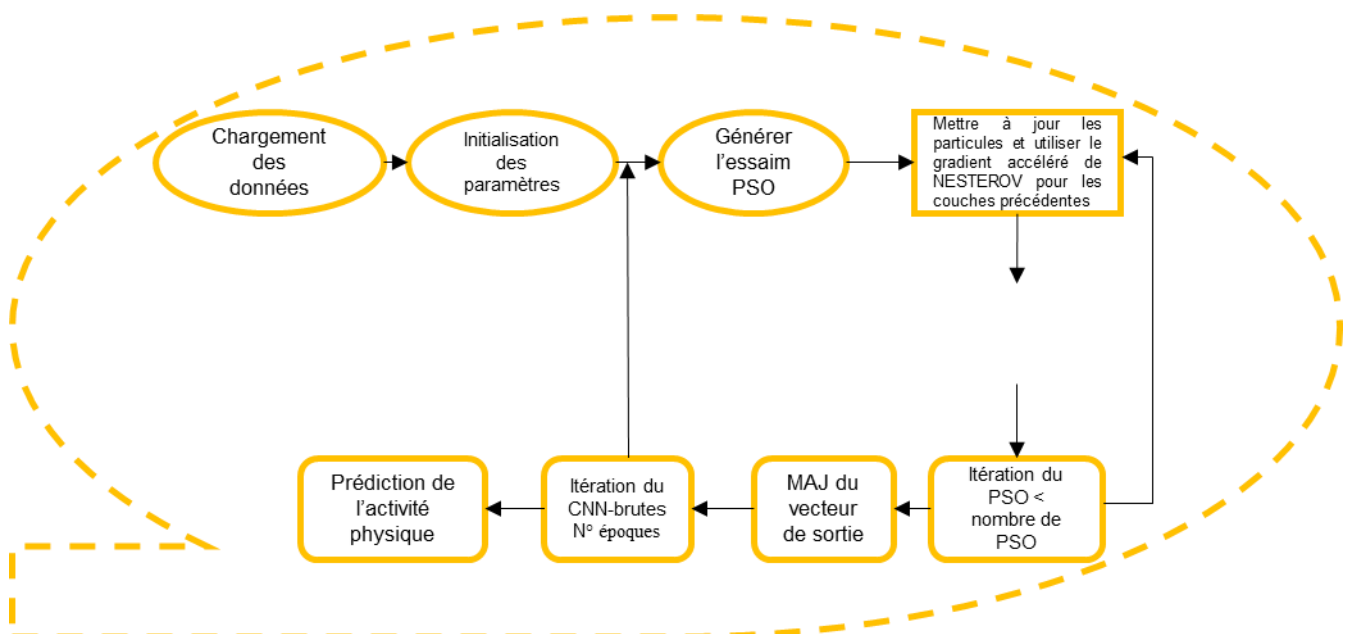 Chargement
des
données
Initialisation
des
paramètres
Générer
l'essaim
PSO
Mettre à jour les
particules et utiliser le
gradient accéléré de
NESTEROV pour les
couches précédentes
Prédiction de
l'activité
physique
Itération du
CNN-brutes
N° époques
MAJ du
vecteur
de sortie
Itération du
PSO <
nombre de
PSO